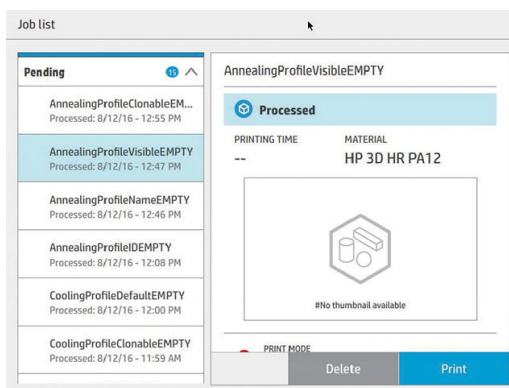 Job list
Pending 15
AnnealingProfileClonableEM...
Processed: 8/12/16 - 12:55 PM
AnnealingProfileVisibleEMPTY
Processed: 8/12/16 - 12:47 PM
AnnealingProfileNameEMPTY
Processed: 8/12/16 - 12:46 PM
AnnealingProfileIDEMPTY
Processed: 8/12/16 - 12:08 PM
CoolingProfileDefaultEMPTY
Processed: 8/12/16 - 12:00 PM
CoolingProfileClonableEMPTY
Processed: 8/12/16 - 11:59 AM
AnnealingProfileVisibleEMPTY
Processed
PRINTING TIME MATERIAL
-- HP 3D HR PA12
#No thumbnail available
PRINT MODE
Delete Print